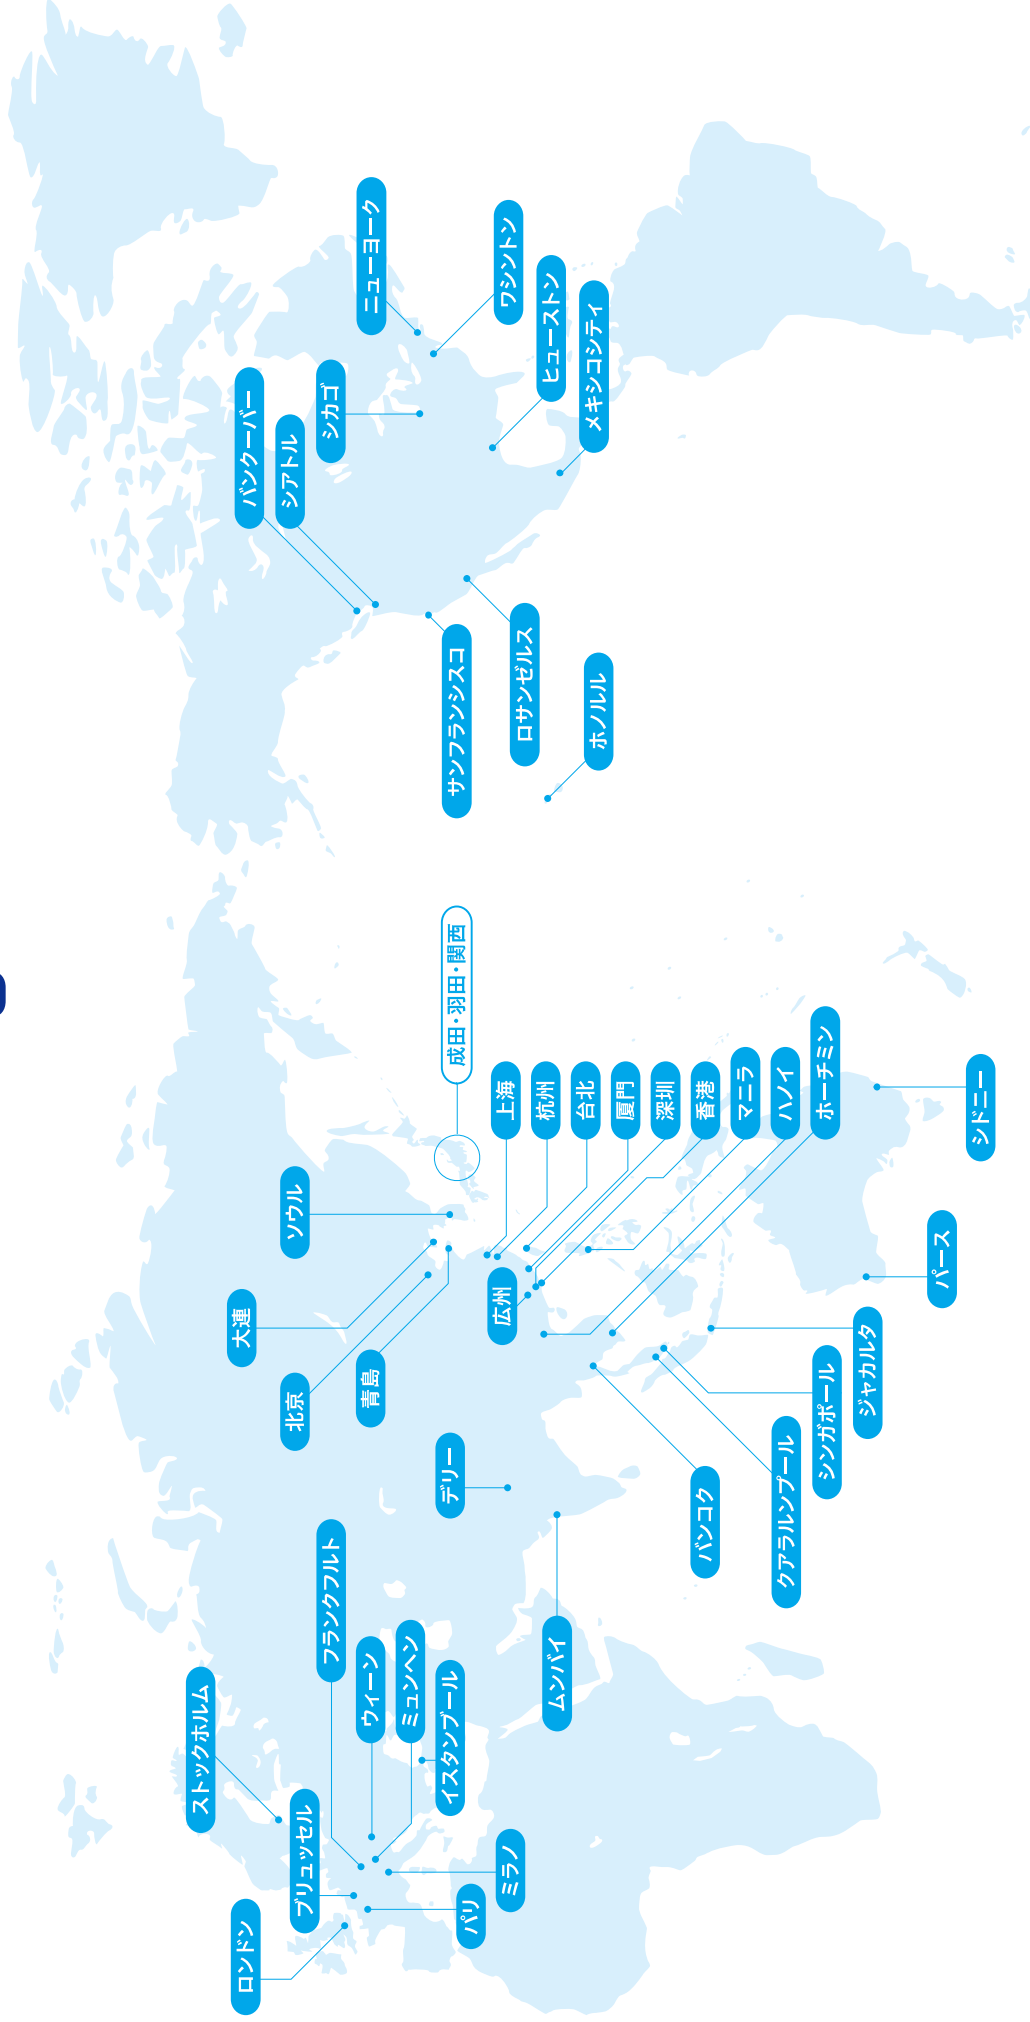 ロンドン
ブリュッセル
ストックホルム
フランクフルト
ウィーン
ミュンヘン
イスタンブール
パリ
ミラノ
ムンバイ
デリー
北京
大連
青島
ソウル
広州
成田・羽田・関西
上海
杭州
台北
厦門
深圳
香港
マニラ
ハノイ
ホーチミン
バンコク
クアラルンプール
シンガポール
ジャカルタ
パース
シドニー
バンクーバー
シアトル
シカゴ
ニューヨーク
ワシントン
ヒューストン
メキシコシティ
サンフランシスコ
ロサンゼルス
ホノルル